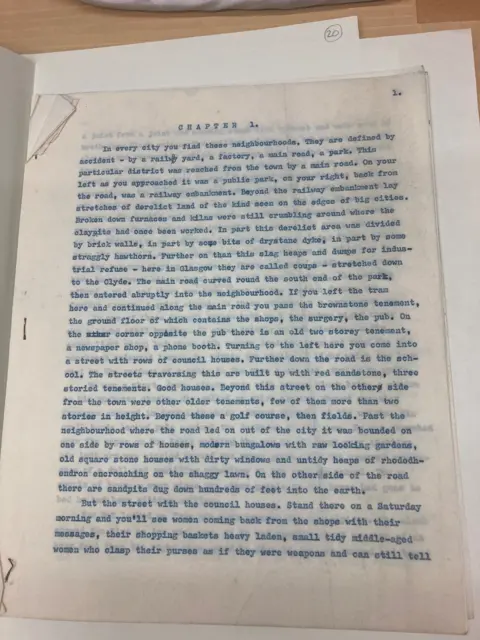 20
1.
CHAPTER 1.
In every city you find these neighbourhoods. They are defined by
accident - by a railway yard, a factory, a main road, a park. This
particular district was reached from the town by a main road. On your
left as you approached it was a public park, on your right, back from
the road, was a railway embankment. Beyond the railway embankment lay
stretches of derelict land of the kind seen on the edges of big cities.
Broken down furnaces and kilns were still crumbling around where the
claypits had once been worked. In part this derelict area was divided
by brick walls, in part by some bits of drystane dyke, in part by some
straggly hawthorn. Further on than this slag heaps and dumps for indus-
trial refuse - here in Glasgow they are called coups - stretched down
to the Clyde. The main road curved round the south end of the park,
then entered abruptly into the neighbourhood. If you left the tram
here and continued along the main road you pass the brownstone tenement,
the ground floor of which contains the shops, the surgery, the pub. On
the corner opposite the pub there is an old two storey tenement,
a newspaper shop, a phone booth. Turning to the left here you come into
a street with rows of council houses. Further down the road is the sch-
ool. The streets traversing this are built up with red sandstone, three
storied tenements. Good houses. Beyond this street on the other side
from the town were other older tenements, few of them more than two
stories in height. Beyond these a golf course, then fields. Past the
neighbourhood where the road led on out of the city it was bounded on
one side by rows of houses, modern bungalows with raw looking gardens,
old square stone houses with dirty windows and untidy heaps of rhodod-
endron encroaching on the shaggy lawn. On the other side of the road
there are sandpits dug down hundreds of feet into the earth.
But the street with the council houses. Stand there on a Saturday
morning and you'll see women coming back from the shops with their
messages, their shopping baskets heavy laden, small tidy middle-aged
women who clasp their purses as if they were weapons and can still tell